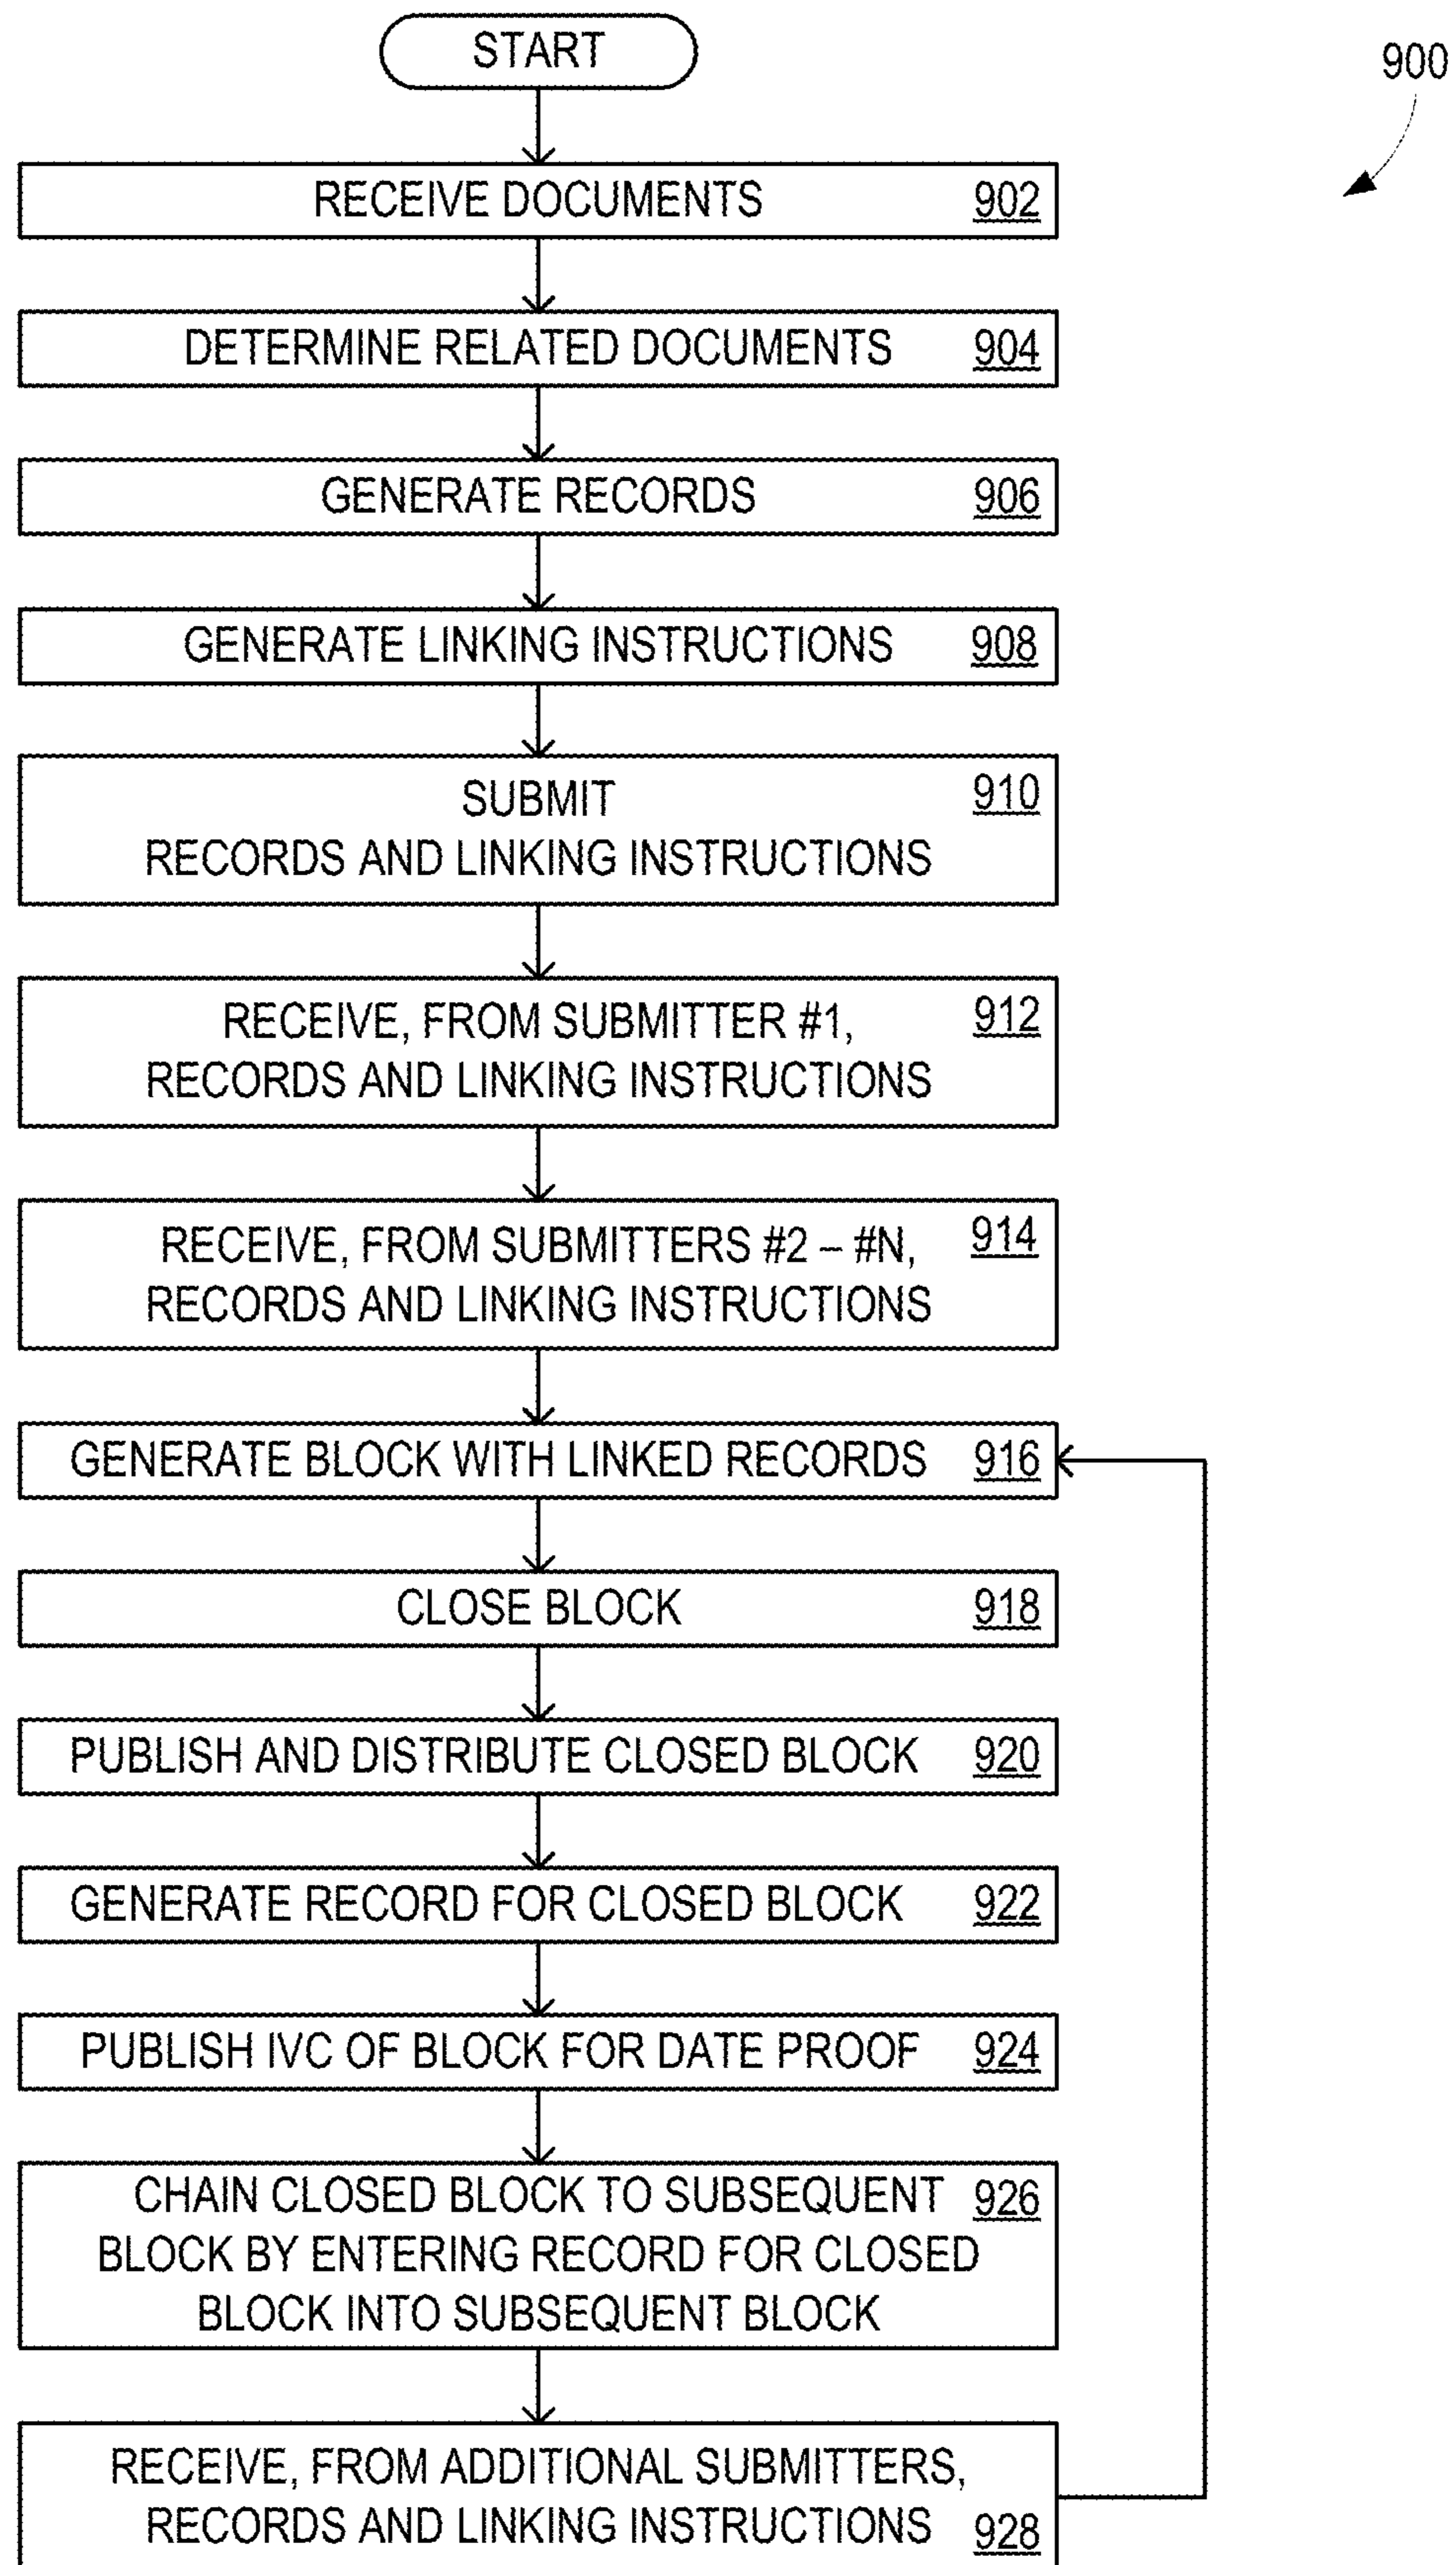 START
900
RECEIVE DOCUMENTS 902
DETERMINE RELATED DOCUMENTS 904
GENERATE RECORDS 906
GENERATE LINKING INSTRUCTIONS 908
SUBMIT 910
RECORDS AND LINKING INSTRUCTIONS
RECEIVE, FROM SUBMITTER #1, 912
RECORDS AND LINKING INSTRUCTIONS
RECEIVE, FROM SUBMITTERS #2 – #N, 914
RECORDS AND LINKING INSTRUCTIONS
GENERATE BLOCK WITH LINKED RECORDS 916
CLOSE BLOCK 918
PUBLISH AND DISTRIBUTE CLOSED BLOCK 920
GENERATE RECORD FOR CLOSED BLOCK 922
PUBLISH IVC OF BLOCK FOR DATE PROOF 924
CHAIN CLOSED BLOCK TO SUBSEQUENT 926
BLOCK BY ENTERING RECORD FOR CLOSED
BLOCK INTO SUBSEQUENT BLOCK
RECEIVE, FROM ADDITIONAL SUBMITTERS,
RECORDS AND LINKING INSTRUCTIONS 928